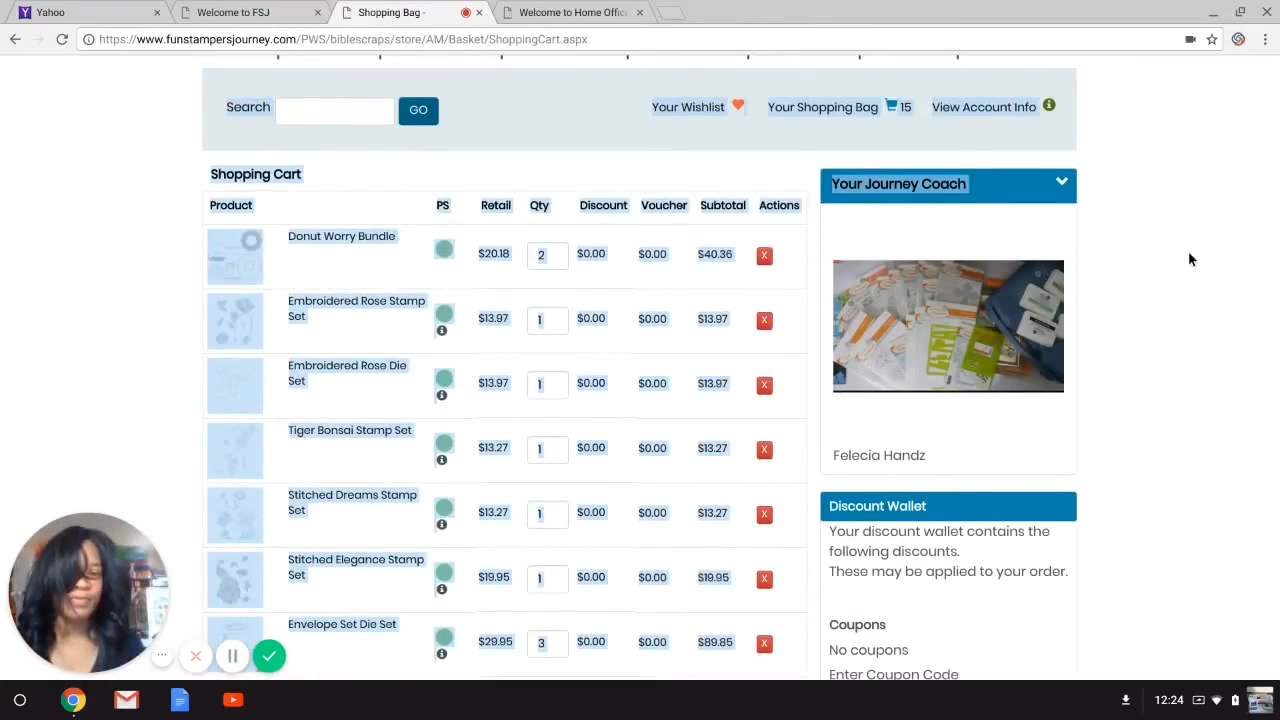 Yahoo
Welcome to FSJ
Shopping Bag -
Welcome to Home Offic
https://www.funstampersjourney.com/PWS/biblescraps/store/AM/Basket/ShoppingCart.aspx
Search GO Your Wishlist Your Shopping Bag 15 View Account Info
Shopping Cart
Product PS Retail Qty Discount Voucher Subtotal Actions
Donut Worry Bundle $20.18 2 $0.00 $0.00 $40.36 X
Embroidered Rose Stamp
Set $13.97 1 $0.00 $0.00 $13.97 X
Embroidered Rose Die
Set $13.97 1 $0.00 $0.00 $13.97 X
Tiger Bonsai Stamp Set $13.27 1 $0.00 $0.00 $13.27 X
Stitched Dreams Stamp
Set $13.27 1 $0.00 $0.00 $13.27 X
Stitched Elegance Stamp
Set $19.95 1 $0.00 $0.00 $19.95 X
Envelope Set Die Set $29.95 3 $0.00 $0.00 $89.85 X
Your Journey Coach
Felecia Handz
Discount Wallet
Your discount wallet contains the
following discounts.
These may be applied to your order.
Coupons
No coupons
Enter Coupon Code
12:24